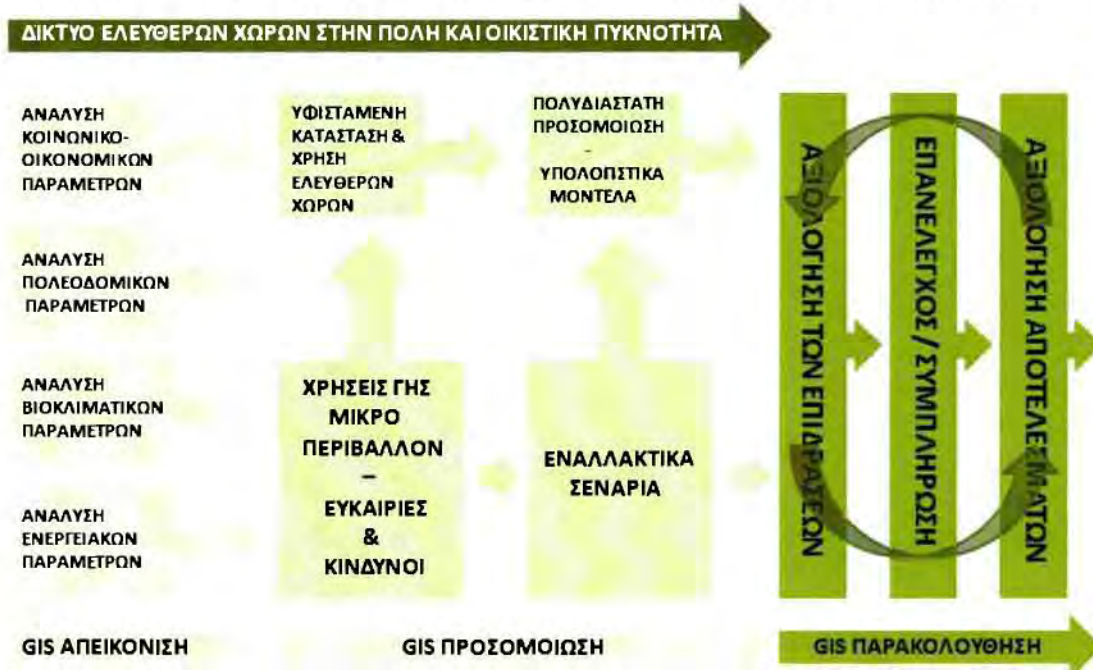 ΔΙΚΤΥΟ ΕΛΕΥΘΕΡΩΝ ΧΩΡΩΝ ΣΤΗΝ ΠΟΛΗ ΚΑΙ ΟΙΚΙΣΤΙΚΗ ΠΥΚΝΟΤΗΤΑ
ΑΝΑΛΥΣΗ
ΚΟΙΝΩΝΙΚΟ-
ΟΙΚΟΝΟΜΙΚΩΝ
ΠΑΡΑΜΕΤΡΩΝ
ΑΝΑΛΥΣΗ
ΠΟΛΕΟΔΟΜΙΚΩΝ
ΠΑΡΑΜΕΤΡΩΝ
ΑΝΑΛΥΣΗ
ΒΙΟΚΛΙΜΑΤΙΚΩΝ
ΠΑΡΑΜΕΤΡΩΝ
ΑΝΑΛΥΣΗ
ΕΝΕΡΓΕΙΑΚΩΝ
ΠΑΡΑΜΕΤΡΩΝ
ΥΦΙΣΤΑΜΕΝΗ
ΚΑΤΑΣΤΑΣΗ &
ΧΡΗΣΗ
ΕΛΕΥΘΕΡΩΝ
ΧΩΡΩΝ
ΧΡΗΣΕΙΣ ΓΗΣ
ΜΙΚΡΟ
ΠΕΡΙΒΑΛΛΟΝ
–
ΕΥΚΑΙΡΙΕΣ
&
ΚΙΝΔΥΝΟΙ
ΠΟΛΥΔΙΑΣΤΑΤΗ
ΠΡΟΣΟΜΟΙΩΣΗ
-
ΥΠΟΛΟΓΙΣΤΙΚΑ
ΜΟΝΤΕΛΑ
ΕΝΑΛΛΑΚΤΙΚΑ
ΣΕΝΑΡΙΑ
ΑΞΙΟΛΟΓΗΣΗ ΤΩΝ ΕΠΙΔΡΑΣΕΩΝ
ΕΠΑΝΕΛΕΓΧΟΣ / ΣΥΜΠΛΗΡΩΣΗ
ΑΞΙΟΛΟΓΗΣΗ ΑΠΟΤΕΛΕΣΜΑΤΩΝ
GIS ΑΠΕΙΚΟΝΙΣΗ
GIS ΠΡΟΣΟΜΟΙΩΣΗ
GIS ΠΑΡΑΚΟΛΟΥΘΗΣΗ